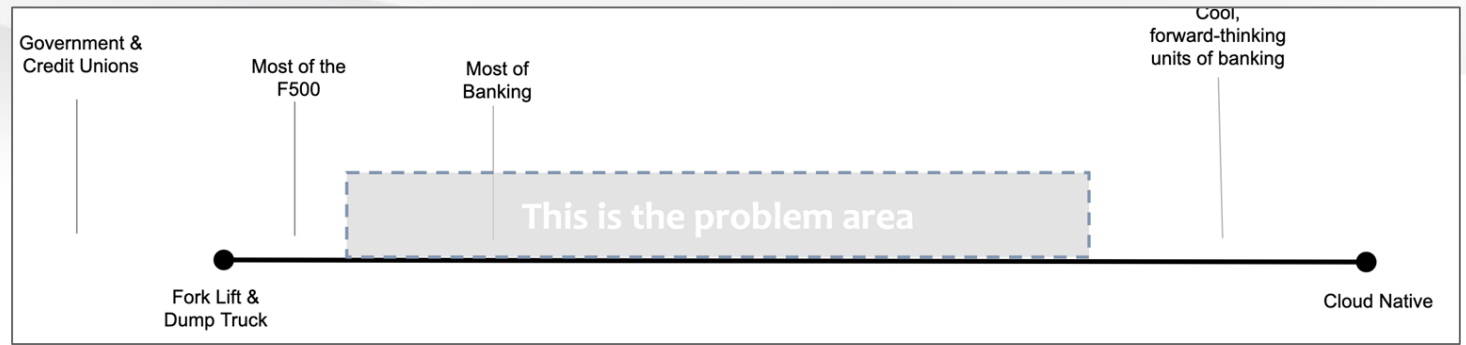 Government &
Credit Unions
Most of the
F500
Most of
Banking
Cool,
forward-thinking
units of banking
This is the problem area
Fork Lift &
Dump Truck
Cloud Native